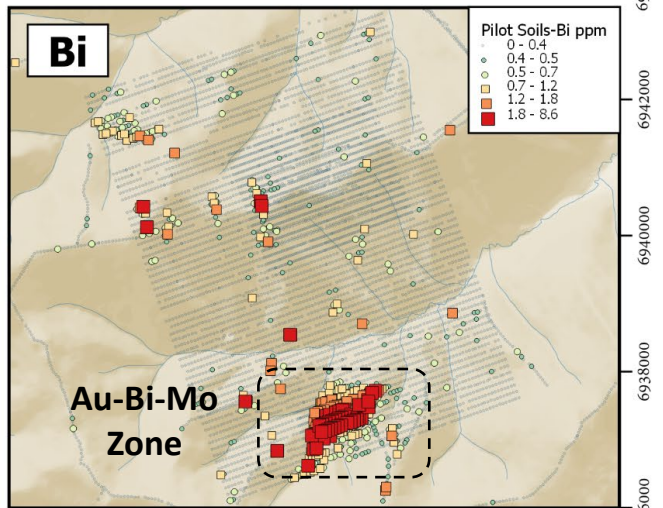 Bi
Pilot Soils-Bi ppm
0 - 0.4
0.4 - 0.5
0.5 - 0.7
0.7 - 1.2
1.2 - 1.8
1.8 - 8.6
6942000
6940000
6938000
Au-Bi-Mo
Zone